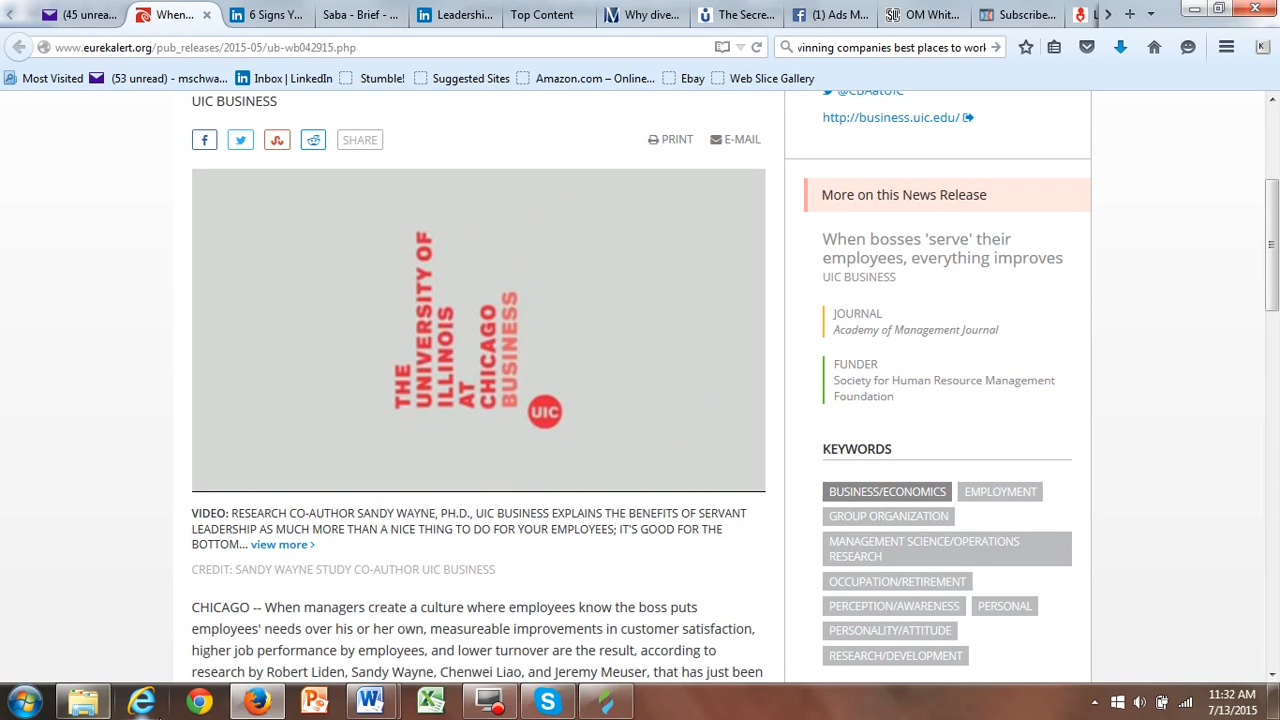 (45 unread) ...
When...
6 Signs Y...
Saba - Brief - ...
Leadershi...
Top Content
Why dive...
The Secre...
(1) Ads M...
OM Whit...
Subscribe...
www.eurekalert.org/pub_releases/2015-05/ub-wb042915.php
winning companies best places to work
Most Visited
(53 unread) - mschwa...
Inbox | LinkedIn
Stumble!
Suggested Sites
Amazon.com – Online...
Ebay
Web Slice Gallery
UIC BUSINESS
SHARE
PRINT
E-MAIL
THE
UNIVERSITY OF
ILLINOIS
AT
CHICAGO
BUSINESS
UIC
VIDEO: RESEARCH CO-AUTHOR SANDY WAYNE, PH.D., UIC BUSINESS EXPLAINS THE BENEFITS OF SERVANT
LEADERSHIP AS MUCH MORE THAN A NICE THING TO DO FOR YOUR EMPLOYEES; IT'S GOOD FOR THE
BOTTOM... view more >
CREDIT: SANDY WAYNE STUDY CO-AUTHOR UIC BUSINESS
CHICAGO -- When managers create a culture where employees know the boss puts
employees' needs over his or her own, measureable improvements in customer satisfaction,
higher job performance by employees, and lower turnover are the result, according to
research by Robert Liden, Sandy Wayne, Chenwei Liao, and Jeremy Meuser, that has just been
@CBAatUIC
http://business.uic.edu/
More on this News Release
When bosses 'serve' their
employees, everything improves
UIC BUSINESS
JOURNAL
Academy of Management Journal
FUNDER
Society for Human Resource Management
Foundation
KEYWORDS
BUSINESS/ECONOMICS
EMPLOYMENT
GROUP ORGANIZATION
MANAGEMENT SCIENCE/OPERATIONS
RESEARCH
OCCUPATION/RETIREMENT
PERCEPTION/AWARENESS
PERSONAL
PERSONALITY/ATTITUDE
RESEARCH/DEVELOPMENT
11:32 AM
7/13/2015